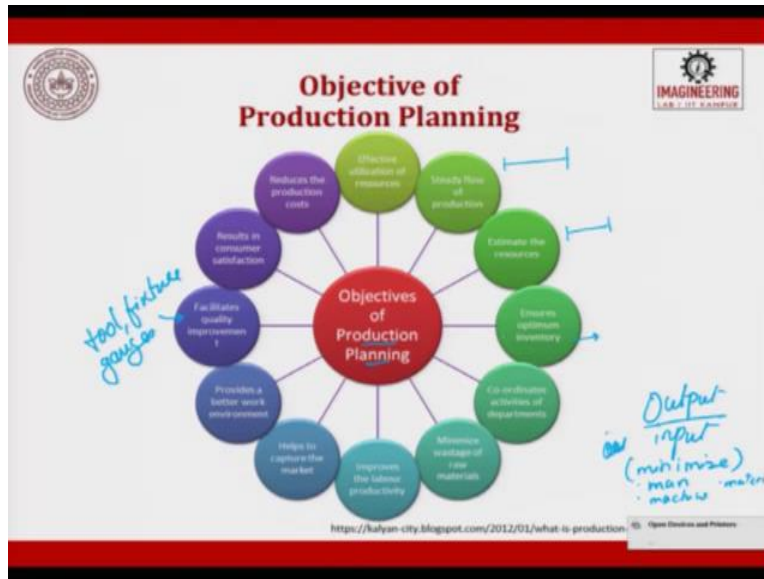 Objective of
Production Planning
IMAGINEERING
LAB / IIT KANPUR
Effective
utilization of
resources
Steady flow
of
production
Estimate the
resources
Ensures
optimum
inventory
Co-ordinates
activities of
departments
Minimize
wastage of
raw
materials
Improves
the labour
productivity
Helps to
capture the
market
Provides a
better work
environment
Facilitates
quality
improvemen
t
Results in
consumer
satisfaction
Reduces the
production
costs
Objectives
of
Production
Planning
tool, fixture
gauges
Output
input
(minimise)
man
machine
https://kalyan-city.blogspot.com/2012/01/what-is-production-
Open Devices and Printers